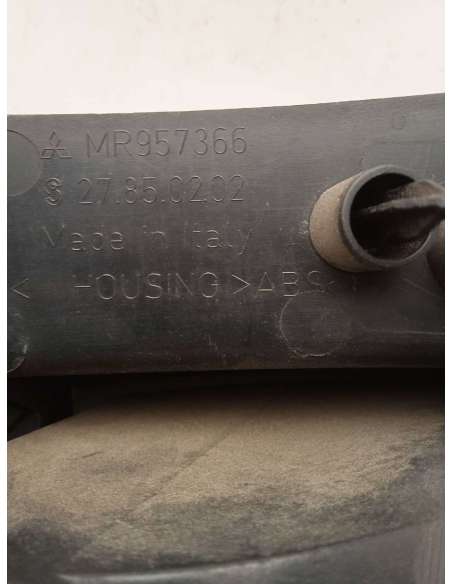 MR957366
S 27.85.02.02
Made in Italy
< HOUSING >ABS<